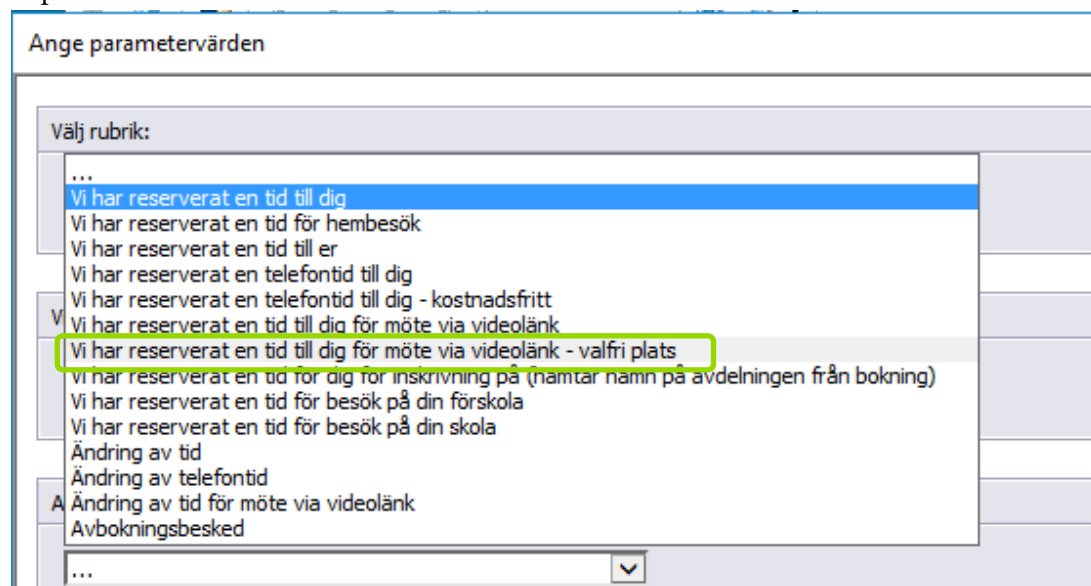 Ange parametervärden
Välj rubrik:
...
Vi har reserverat en tid till dig
Vi har reserverat en tid för hembesök
Vi har reserverat en tid till er
Vi har reserverat en telefontid till dig
Vi har reserverat en telefontid till dig - kostnadsfritt
V
Vi har reserverat en tid till dig för möte via videolänk
Vi har reserverat en tid till dig för möte via videolänk - valfri plats
Vi har reserverat en tid för dig för inskrivning på (hämtar namn på avdelningen från bokning)
Vi har reserverat en tid för besök på din förskola
Vi har reserverat en tid för besök på din skola
Ändring av tid
Ändring av telefontid
A
Ändring av tid för möte via videolänk
Avbokningsbesked
...